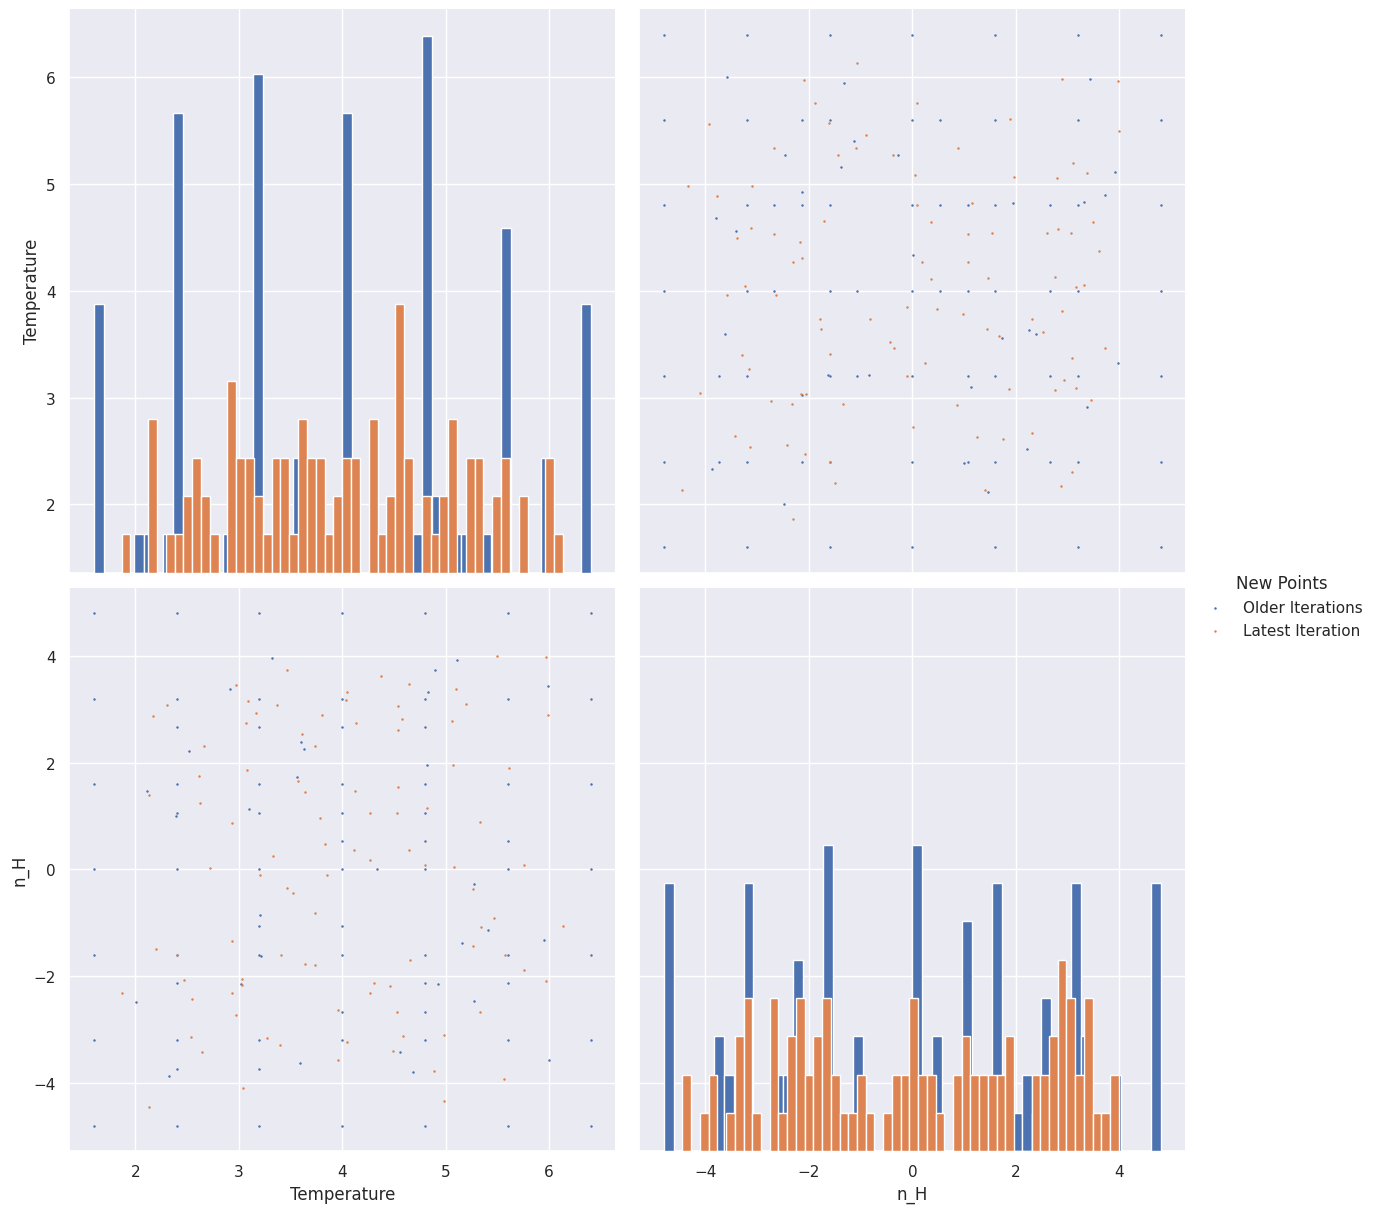 6
5
4
3
2
Temperature
4
2
0
−2
−4
n_H
2 3 4 5 6
Temperature
−4 −2 0 2 4
n_H
New Points
Older Iterations
Latest Iteration